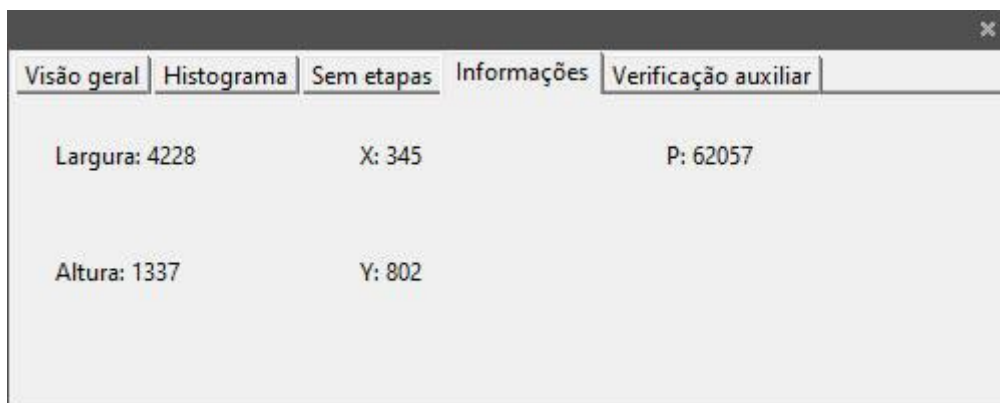 Visão geral Histograma Sem etapas Informações Verificação auxiliar
Largura: 4228 X: 345 P: 62057
Altura: 1337 Y: 802